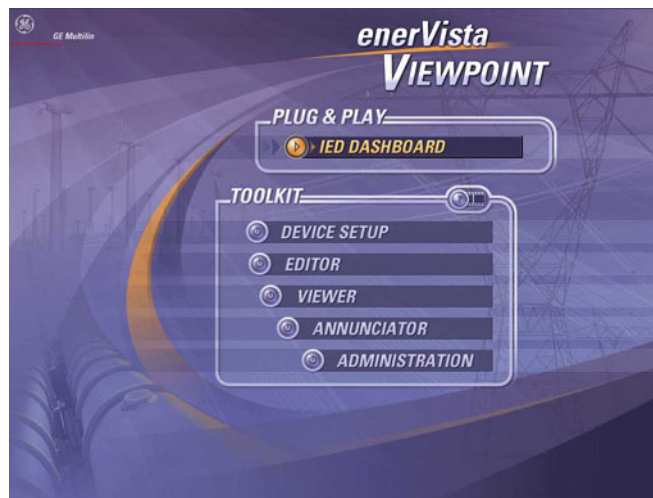 GE Multilin
enerVista
VIEWPOINT
PLUG & PLAY
IED DASHBOARD
TOOLKIT
DEVICE SETUP
EDITOR
VIEWER
ANNUNCIATOR
ADMINISTRATION